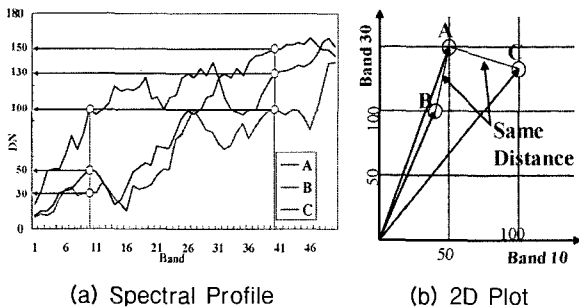 180
150
130
100
50
30
0
DN
1 6 11 16 21 26 31 36 41 46
Band
A
B
C
(a) Spectral Profile
Band 30
100
50
A
B
C
Same
Distance
50
100
Band 10
(b) 2D Plot